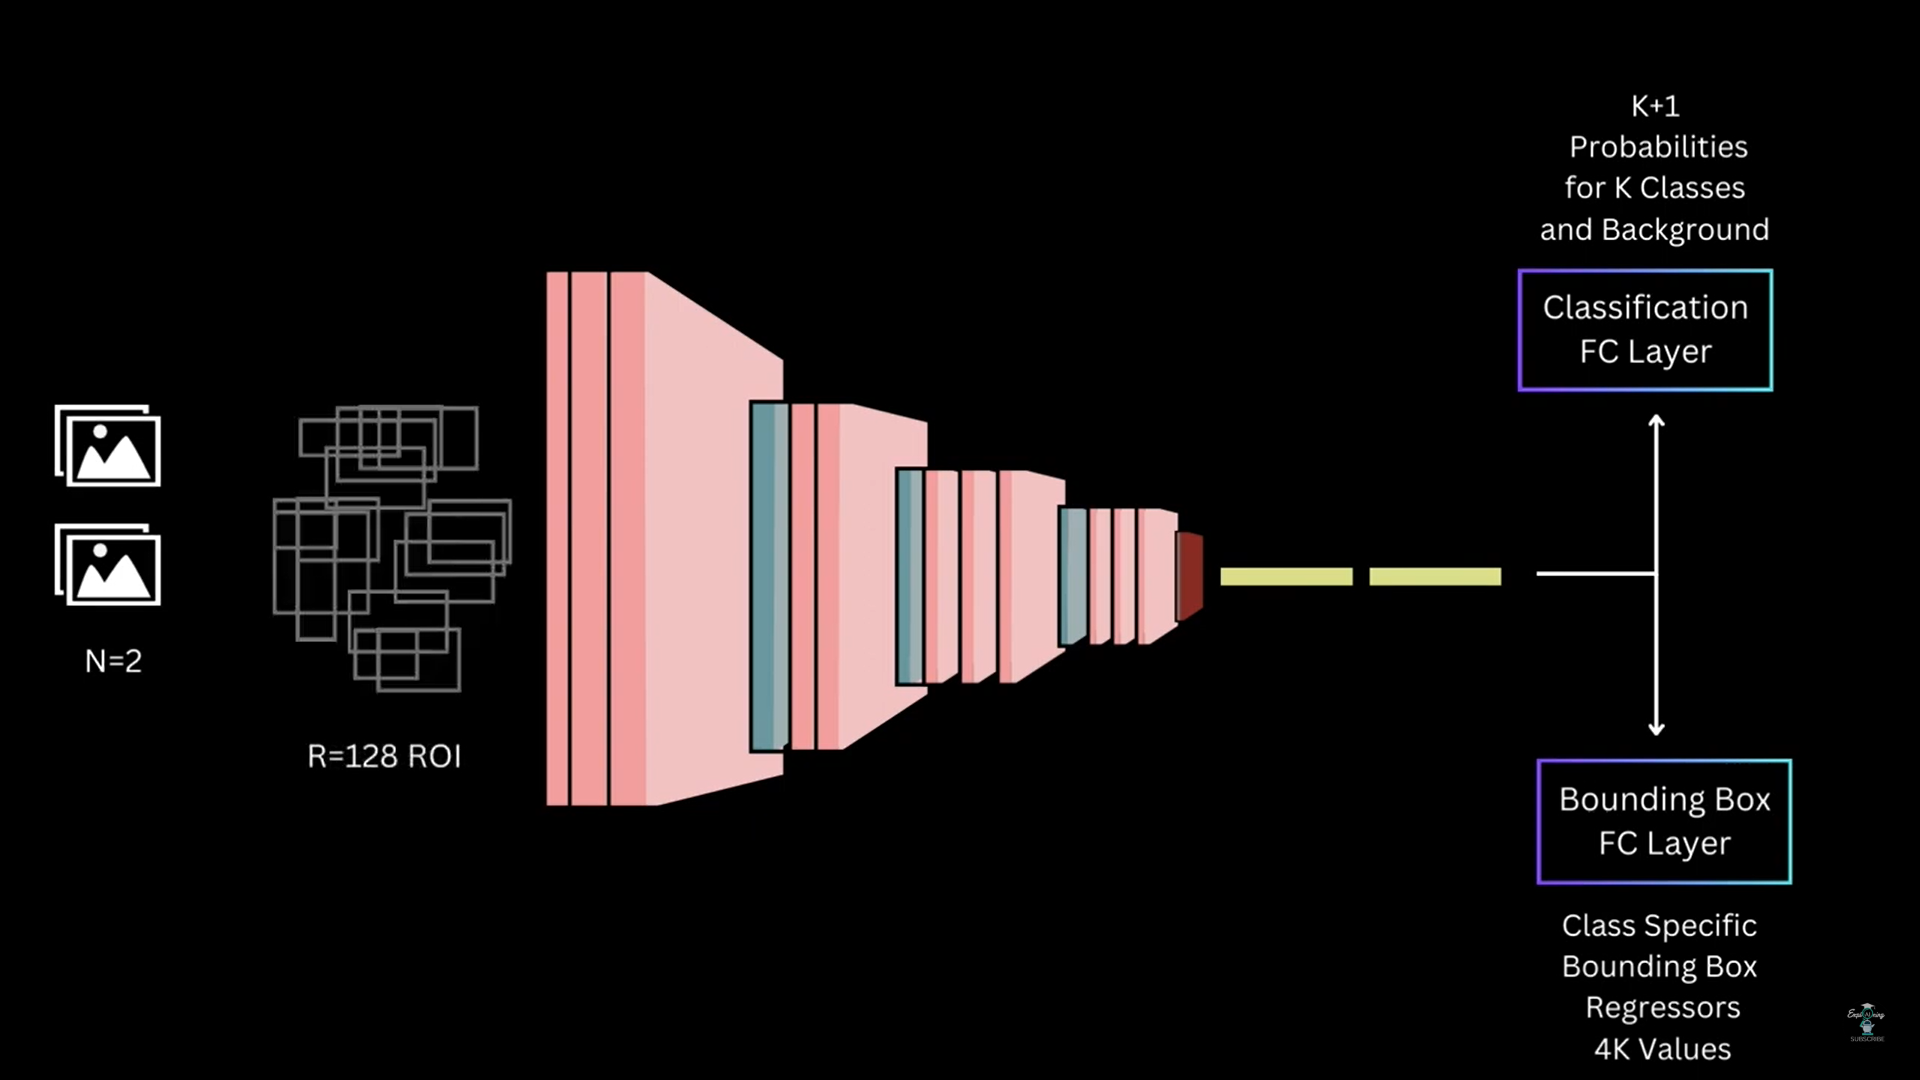 N=2
R=128 ROI
K+1
Probabilities
for K Classes
and Background
Classification
FC Layer
Bounding Box
FC Layer
Class Specific
Bounding Box
Regressors
4K Values
SUBSCRIBE